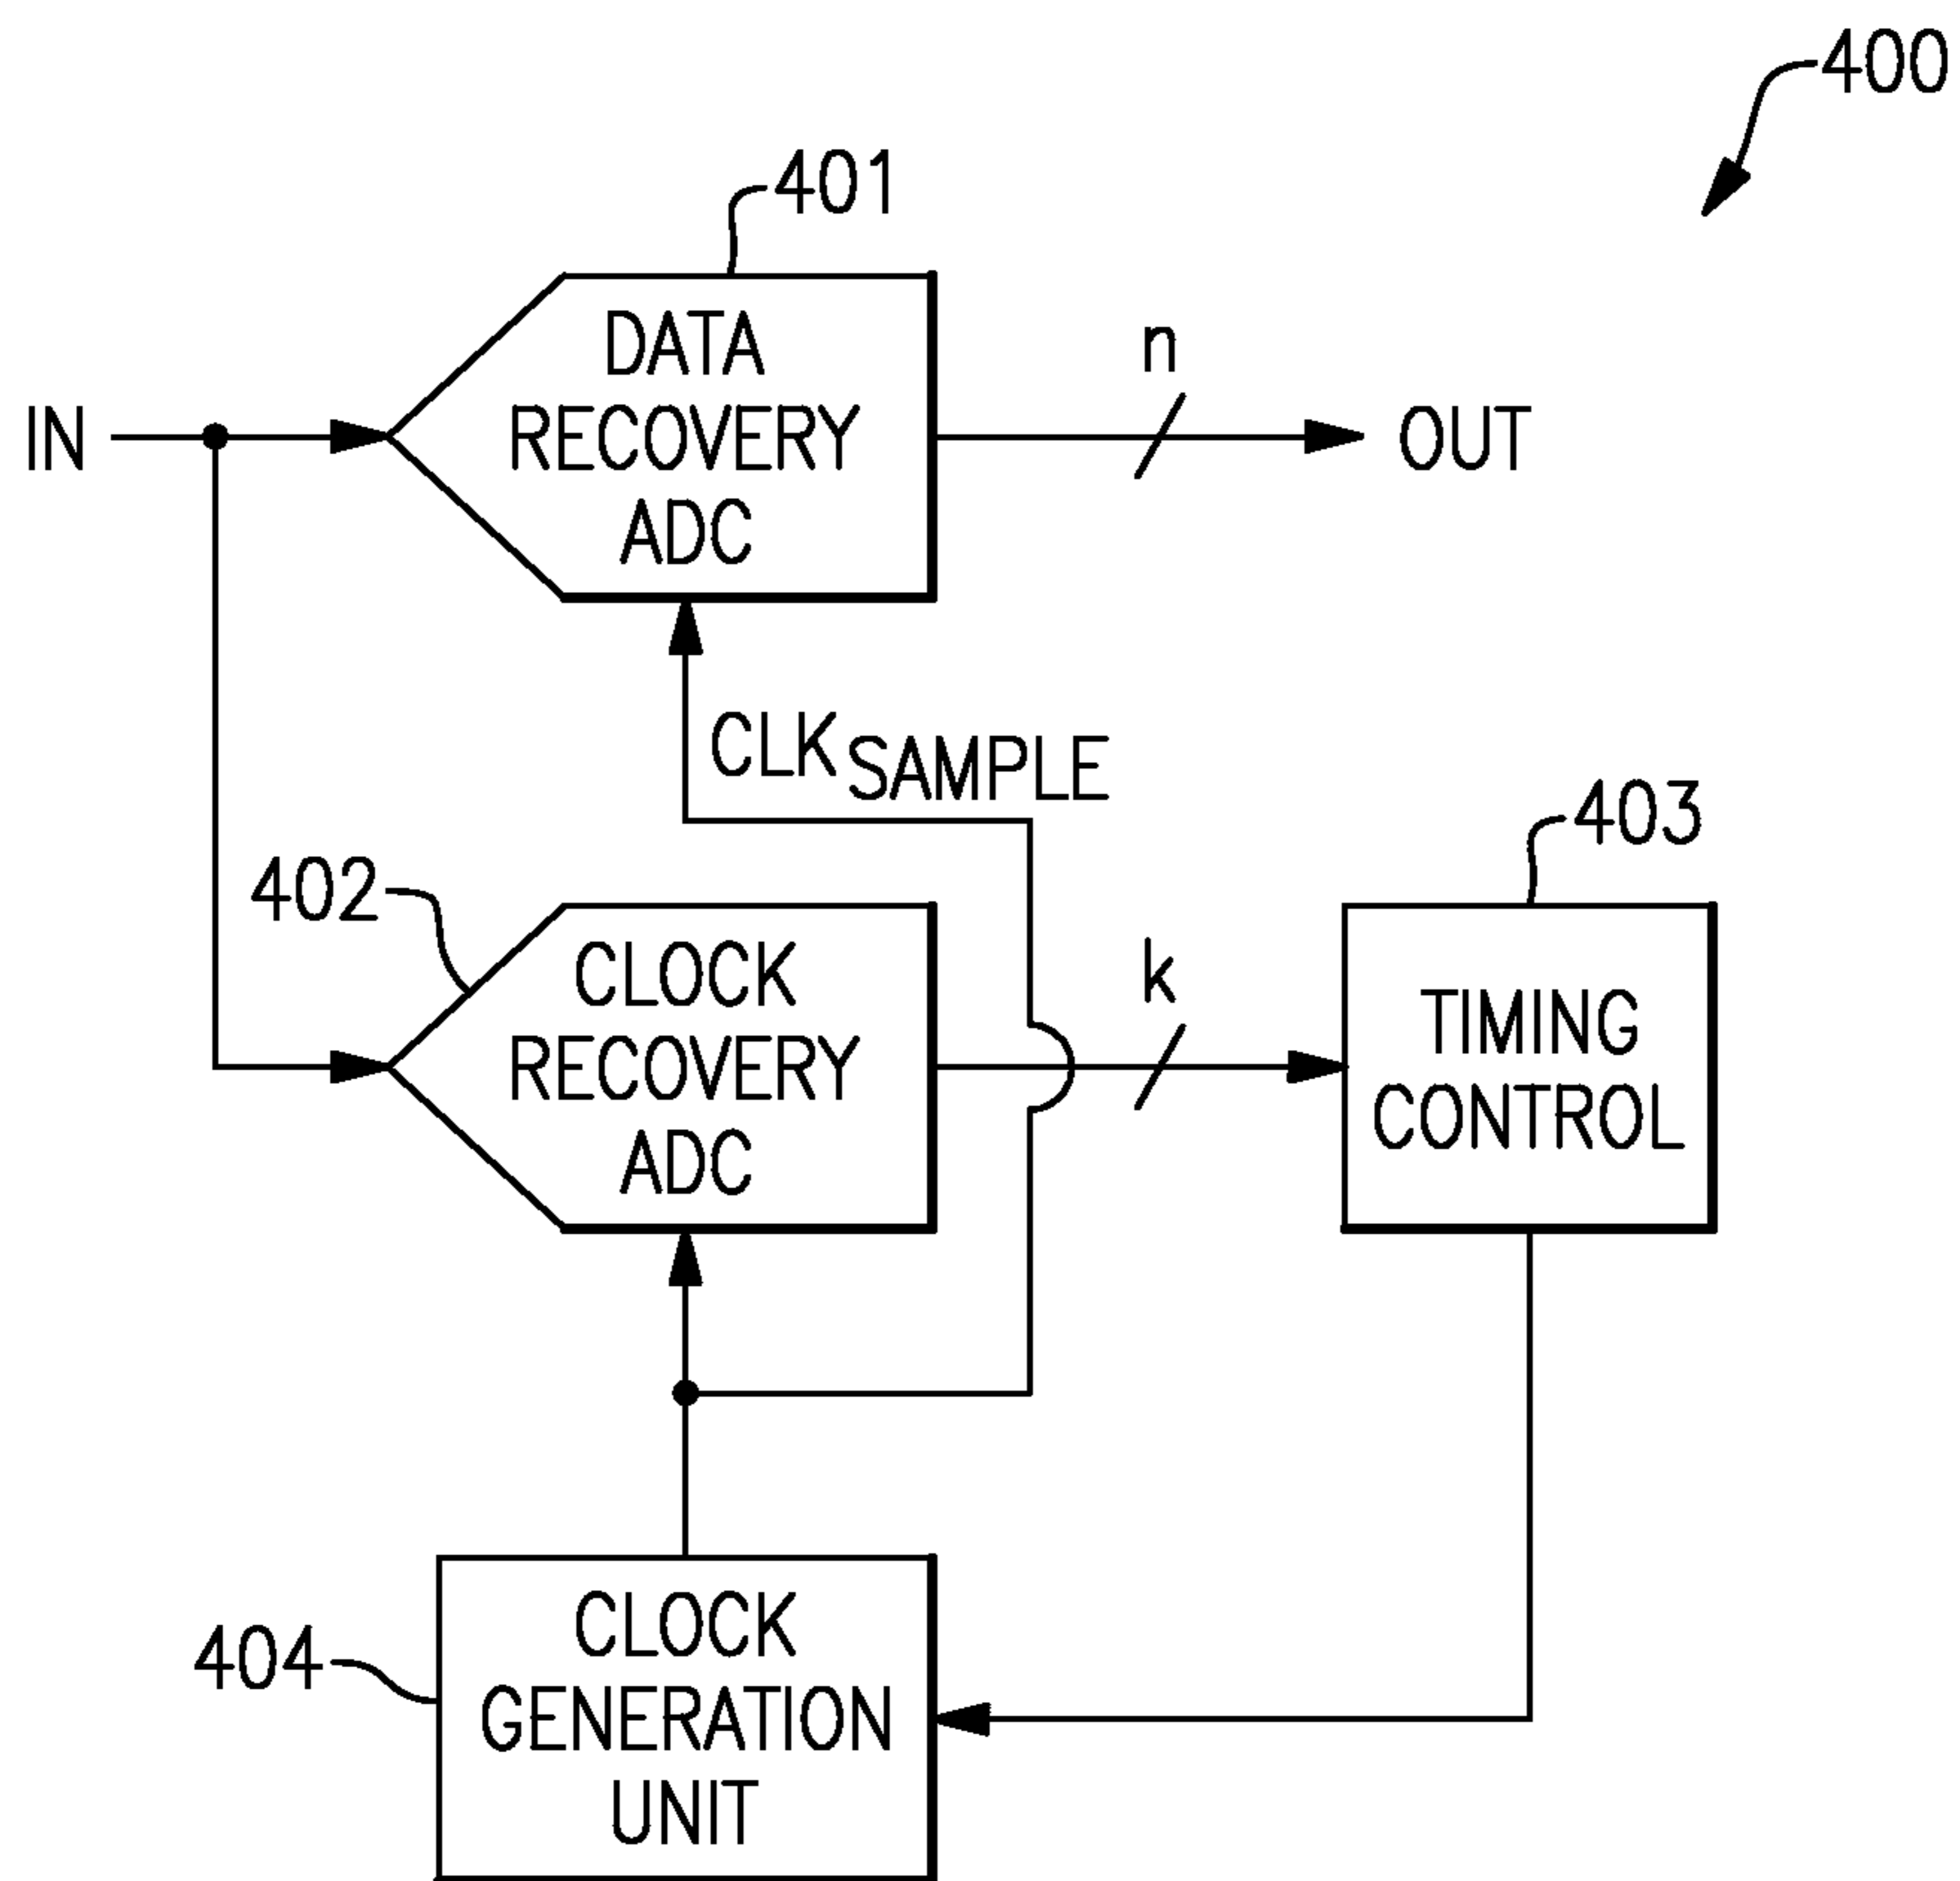 400
401
DATA
RECOVERY
ADC
n
IN
OUT
CLK SAMPLE
403
402
CLOCK
RECOVERY
ADC
k
TIMING
CONTROL
404
CLOCK
GENERATION
UNIT